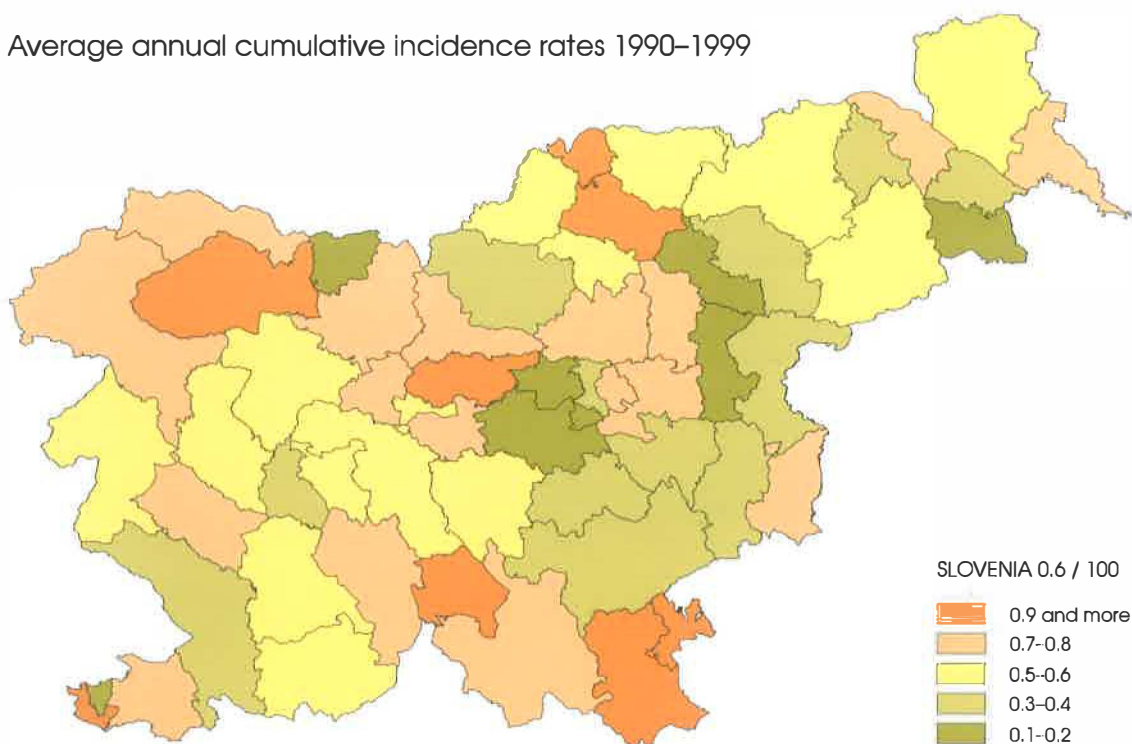 Average annual cumulative incidence rates 1990–1999
SLOVENIA 0.6 / 100
0.9 and more
0.7--0.8
0.5--0.6
0.3–0.4
0.1-0.2